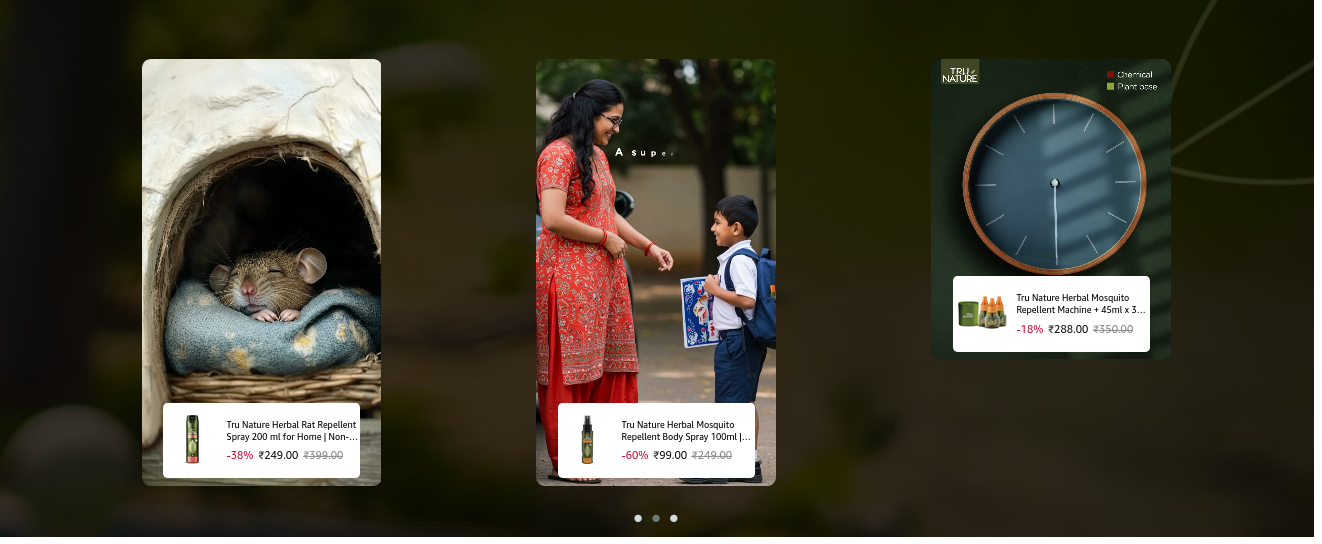 Tru Nature Herbal Rat Repellent
Spray 200 ml for Home | Non-...
-38% ₹249.00 ₹399.00
A supe
Tru Nature Herbal Mosquito
Repellent Body Spray 100ml |...
-60% ₹99.00 ₹249.00
TRU
NATURE
Chemical
Plant base
Tru Nature Herbal Mosquito
Repellent Machine + 45ml x 3...
-18% ₹288.00 ₹350.00